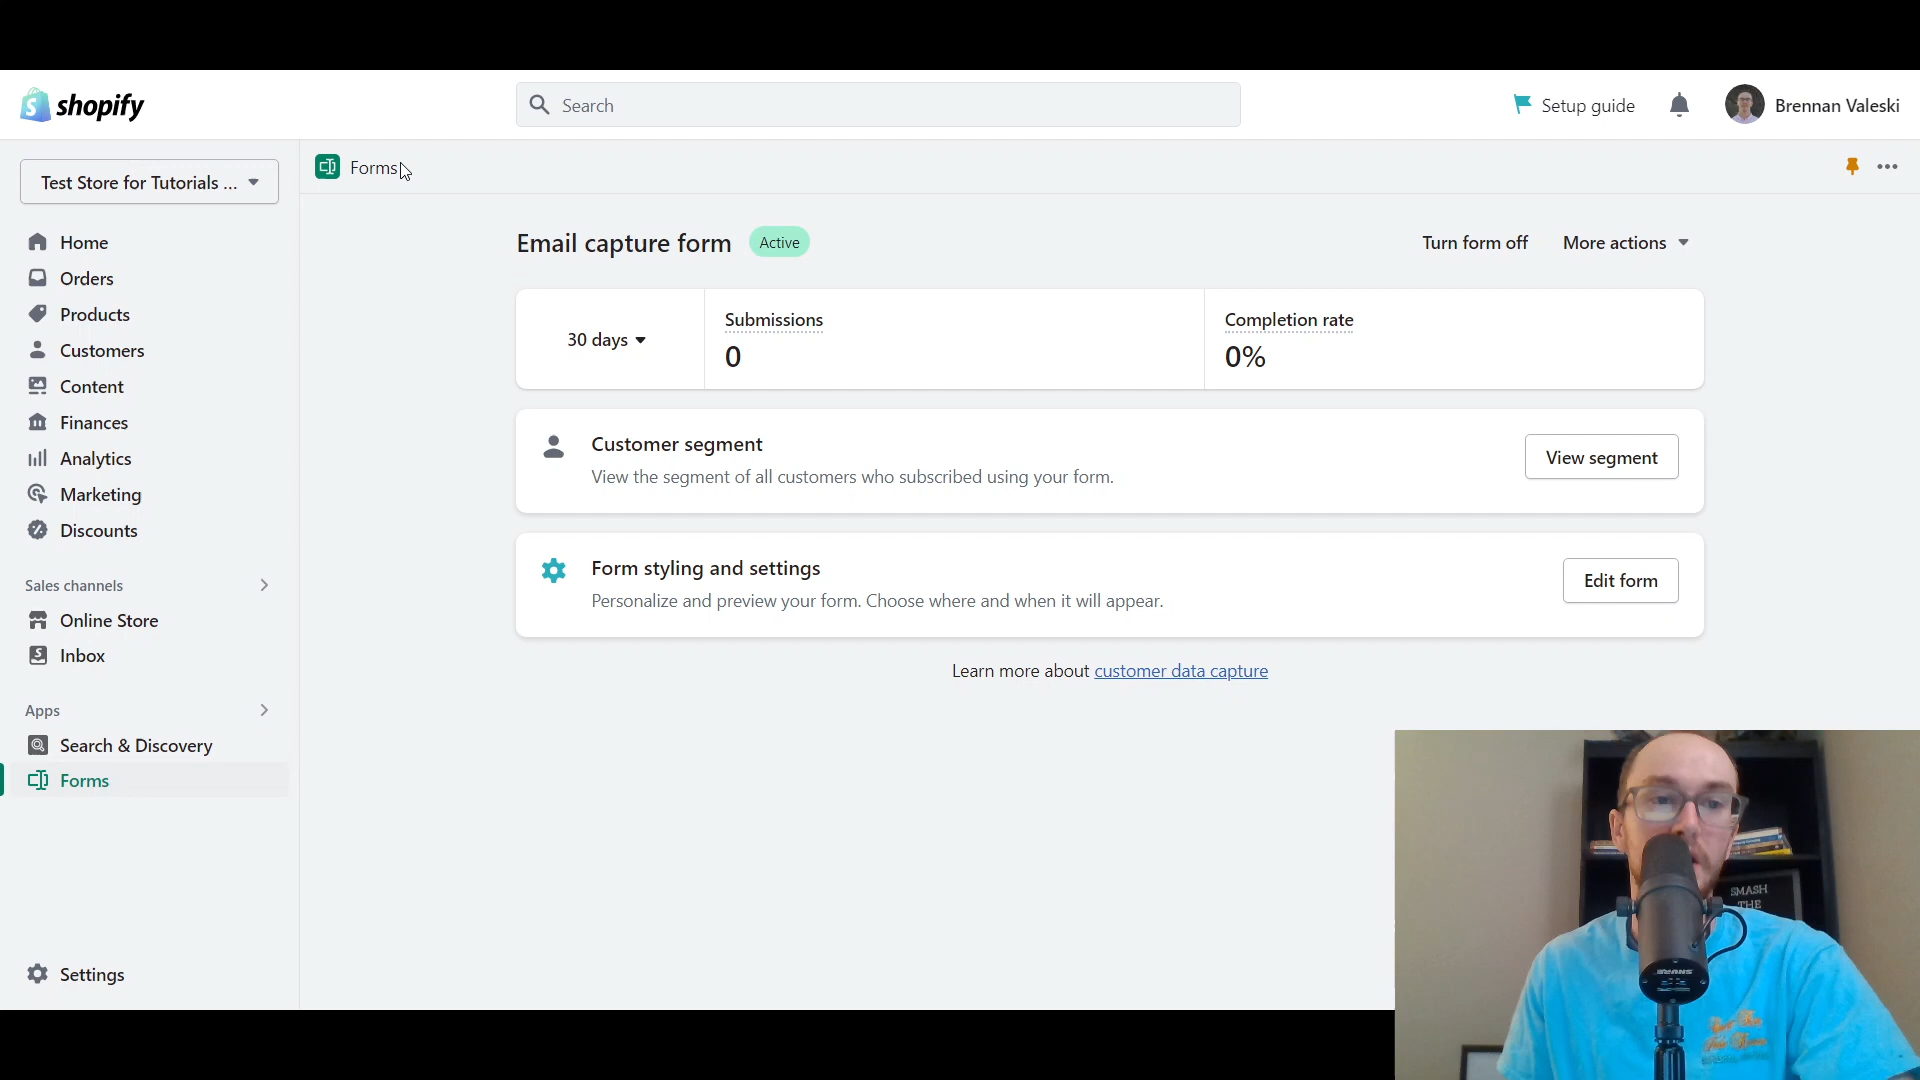 shopify
Search
Setup guide
Brennan Valeski
Test Store for Tutorials ...
Forms
Home
Orders
Products
Customers
Content
Finances
Analytics
Marketing
Discounts
Sales channels
Online Store
Inbox
Apps
Search & Discovery
Forms
Settings
Email capture form
Active
Turn form off
More actions
30 days
Submissions
0
Completion rate
0%
Customer segment
View the segment of all customers who subscribed using your form.
View segment
Form styling and settings
Personalize and preview your form. Choose where and when it will appear.
Edit form
Learn more about customer data capture
SMASH
THE
SHURE